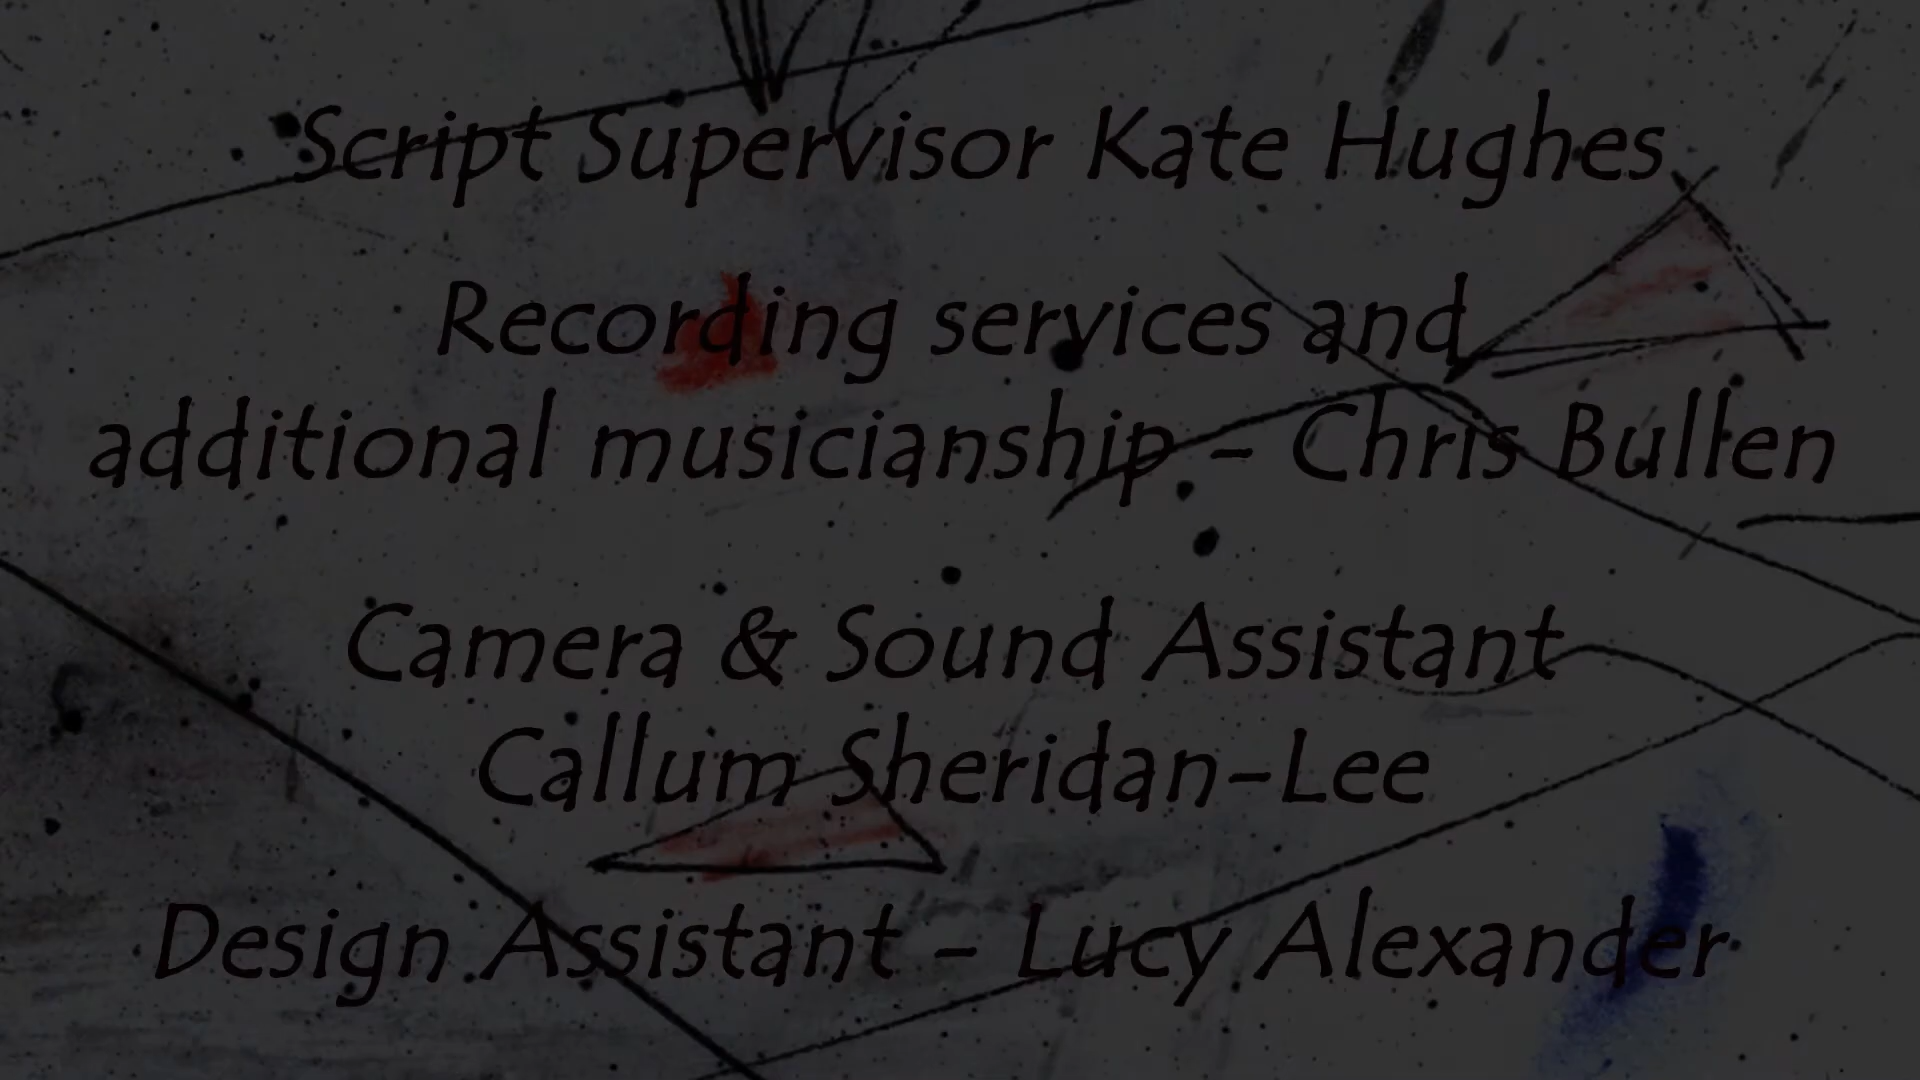 Script Supervisor Kate Hughes
Recording services and
additional musicianship - Chris Bullen
Camera & Sound Assistant
Callum Sheridan-Lee
Design Assistant - Lucy Alexander